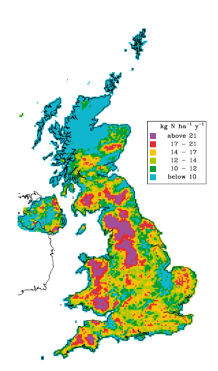 kg N ha⁻¹ y⁻¹
above 21
17 - 21
14 - 17
12 - 14
10 - 12
below 10